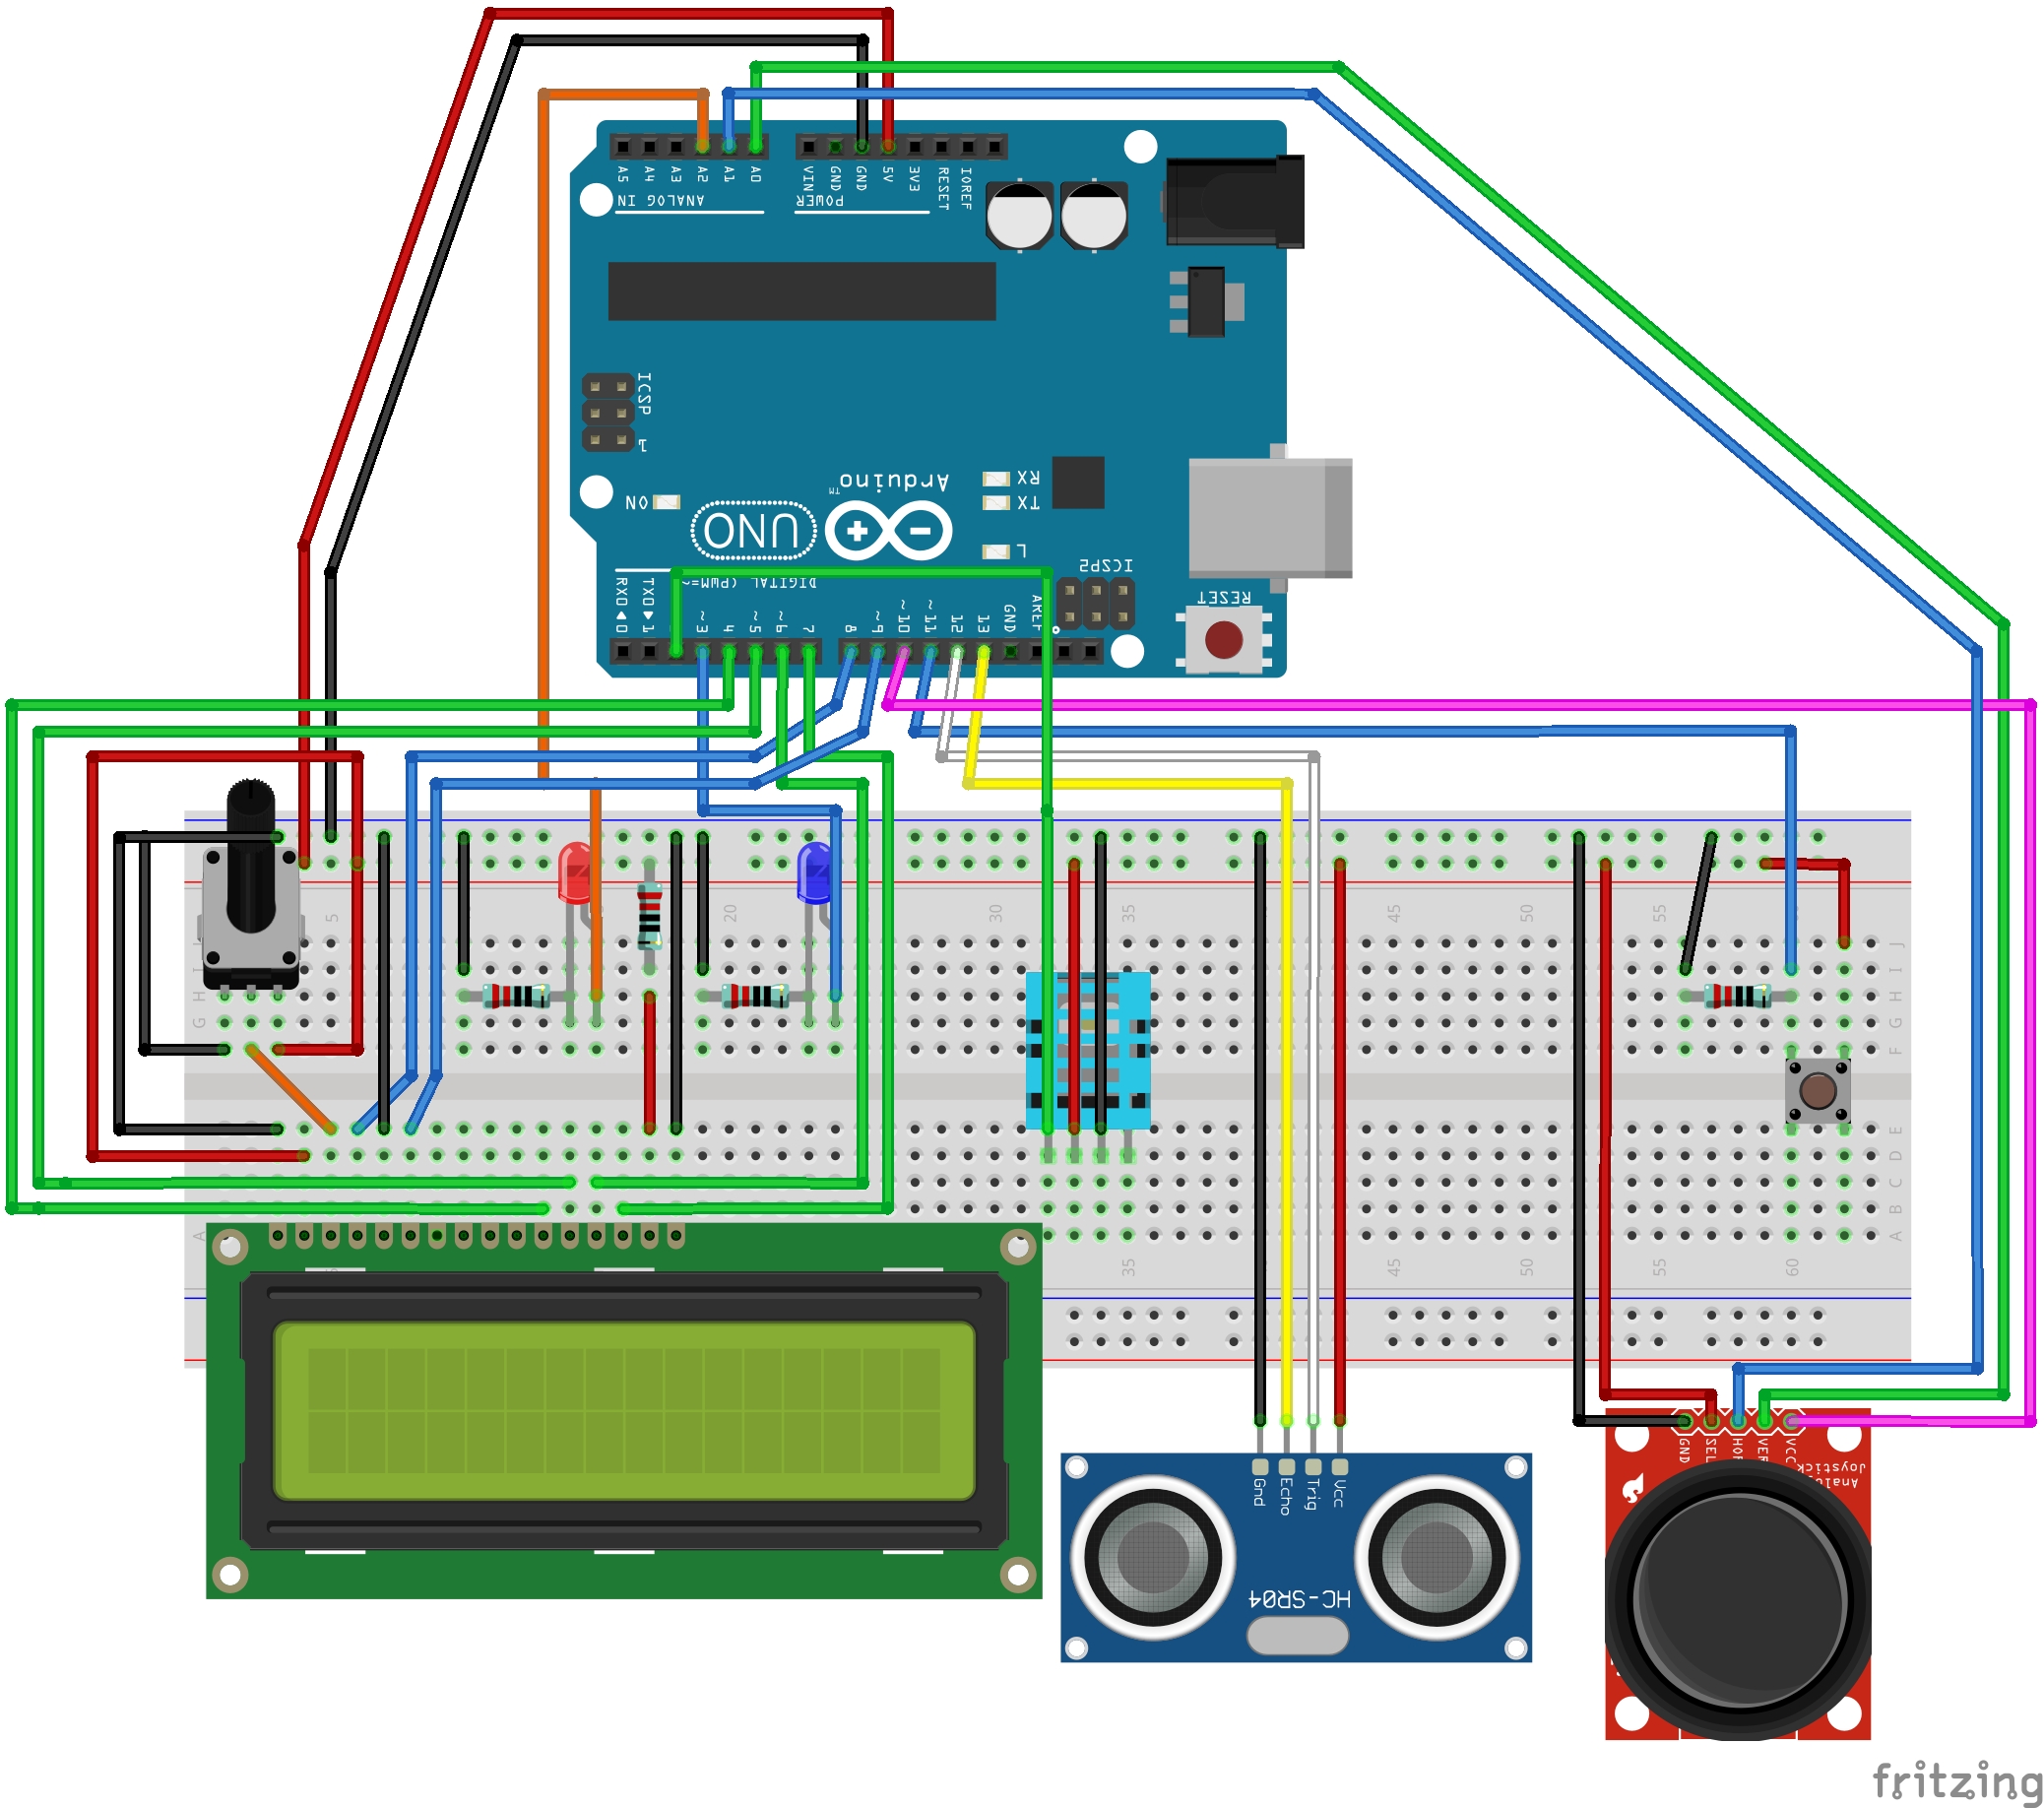 A5 A4 A3 A2 A1 A0 VIN GND GND 5V 3V3 RESET IOREF
ANALOG IN POWER
ICSP
1
Arduino
TM
RX
ON
TX
UNO
L
ICSP2
DIGITAL (PWM=~)
RESET
RX0 0 TX0 1 ~3 4 ~5 ~6 7 8 ~9 ~10 ~11 12 13 GND AREF
5 20 30 35 45 50 55
J
I
H H
G G
F
E
D
C
B
A A
35 45 50 55 60
Gnd Echo Trig Vcc
HC-SR04
GND SEL HOR VER VCC
Joystick
fritzing